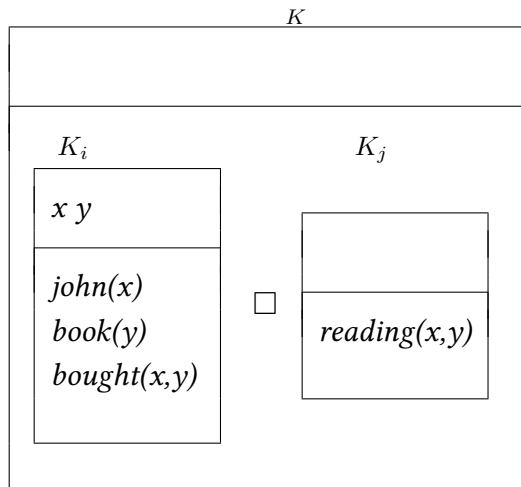 K
K_i K_j
x y
john(x)
book(y) □
bought(x,y) reading(x,y)